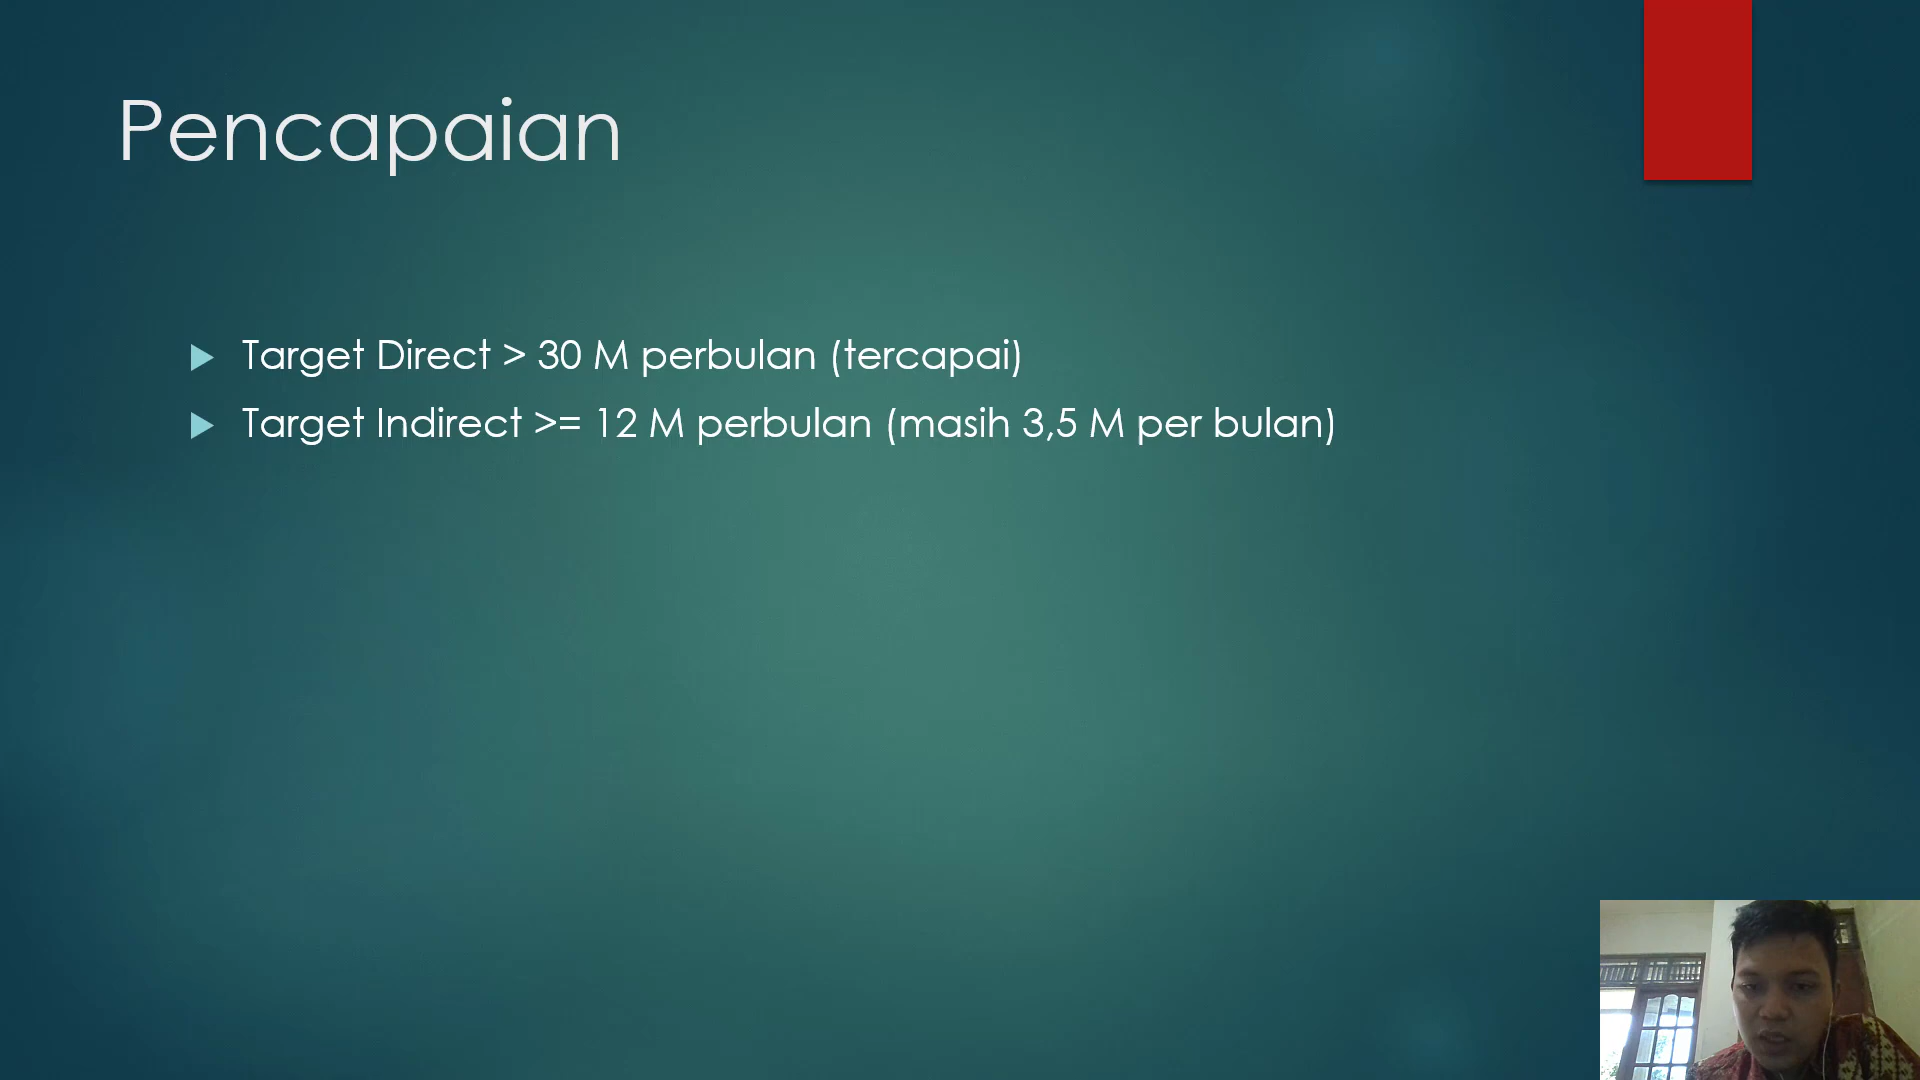 Pencapaian
Target Direct > 30 M perbulan (tercapai)
Target Indirect >= 12 M perbulan (masih 3,5 M per bulan)